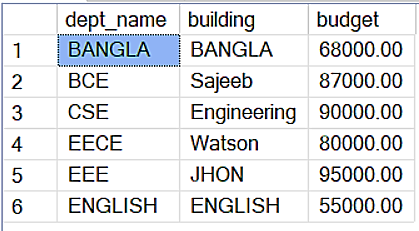 dept_name building budget
1 BANGLA BANGLA 68000.00
2 BCE Sajeeb 87000.00
3 CSE Engineering 90000.00
4 EECE Watson 80000.00
5 EEE JHON 95000.00
6 ENGLISH ENGLISH 55000.00